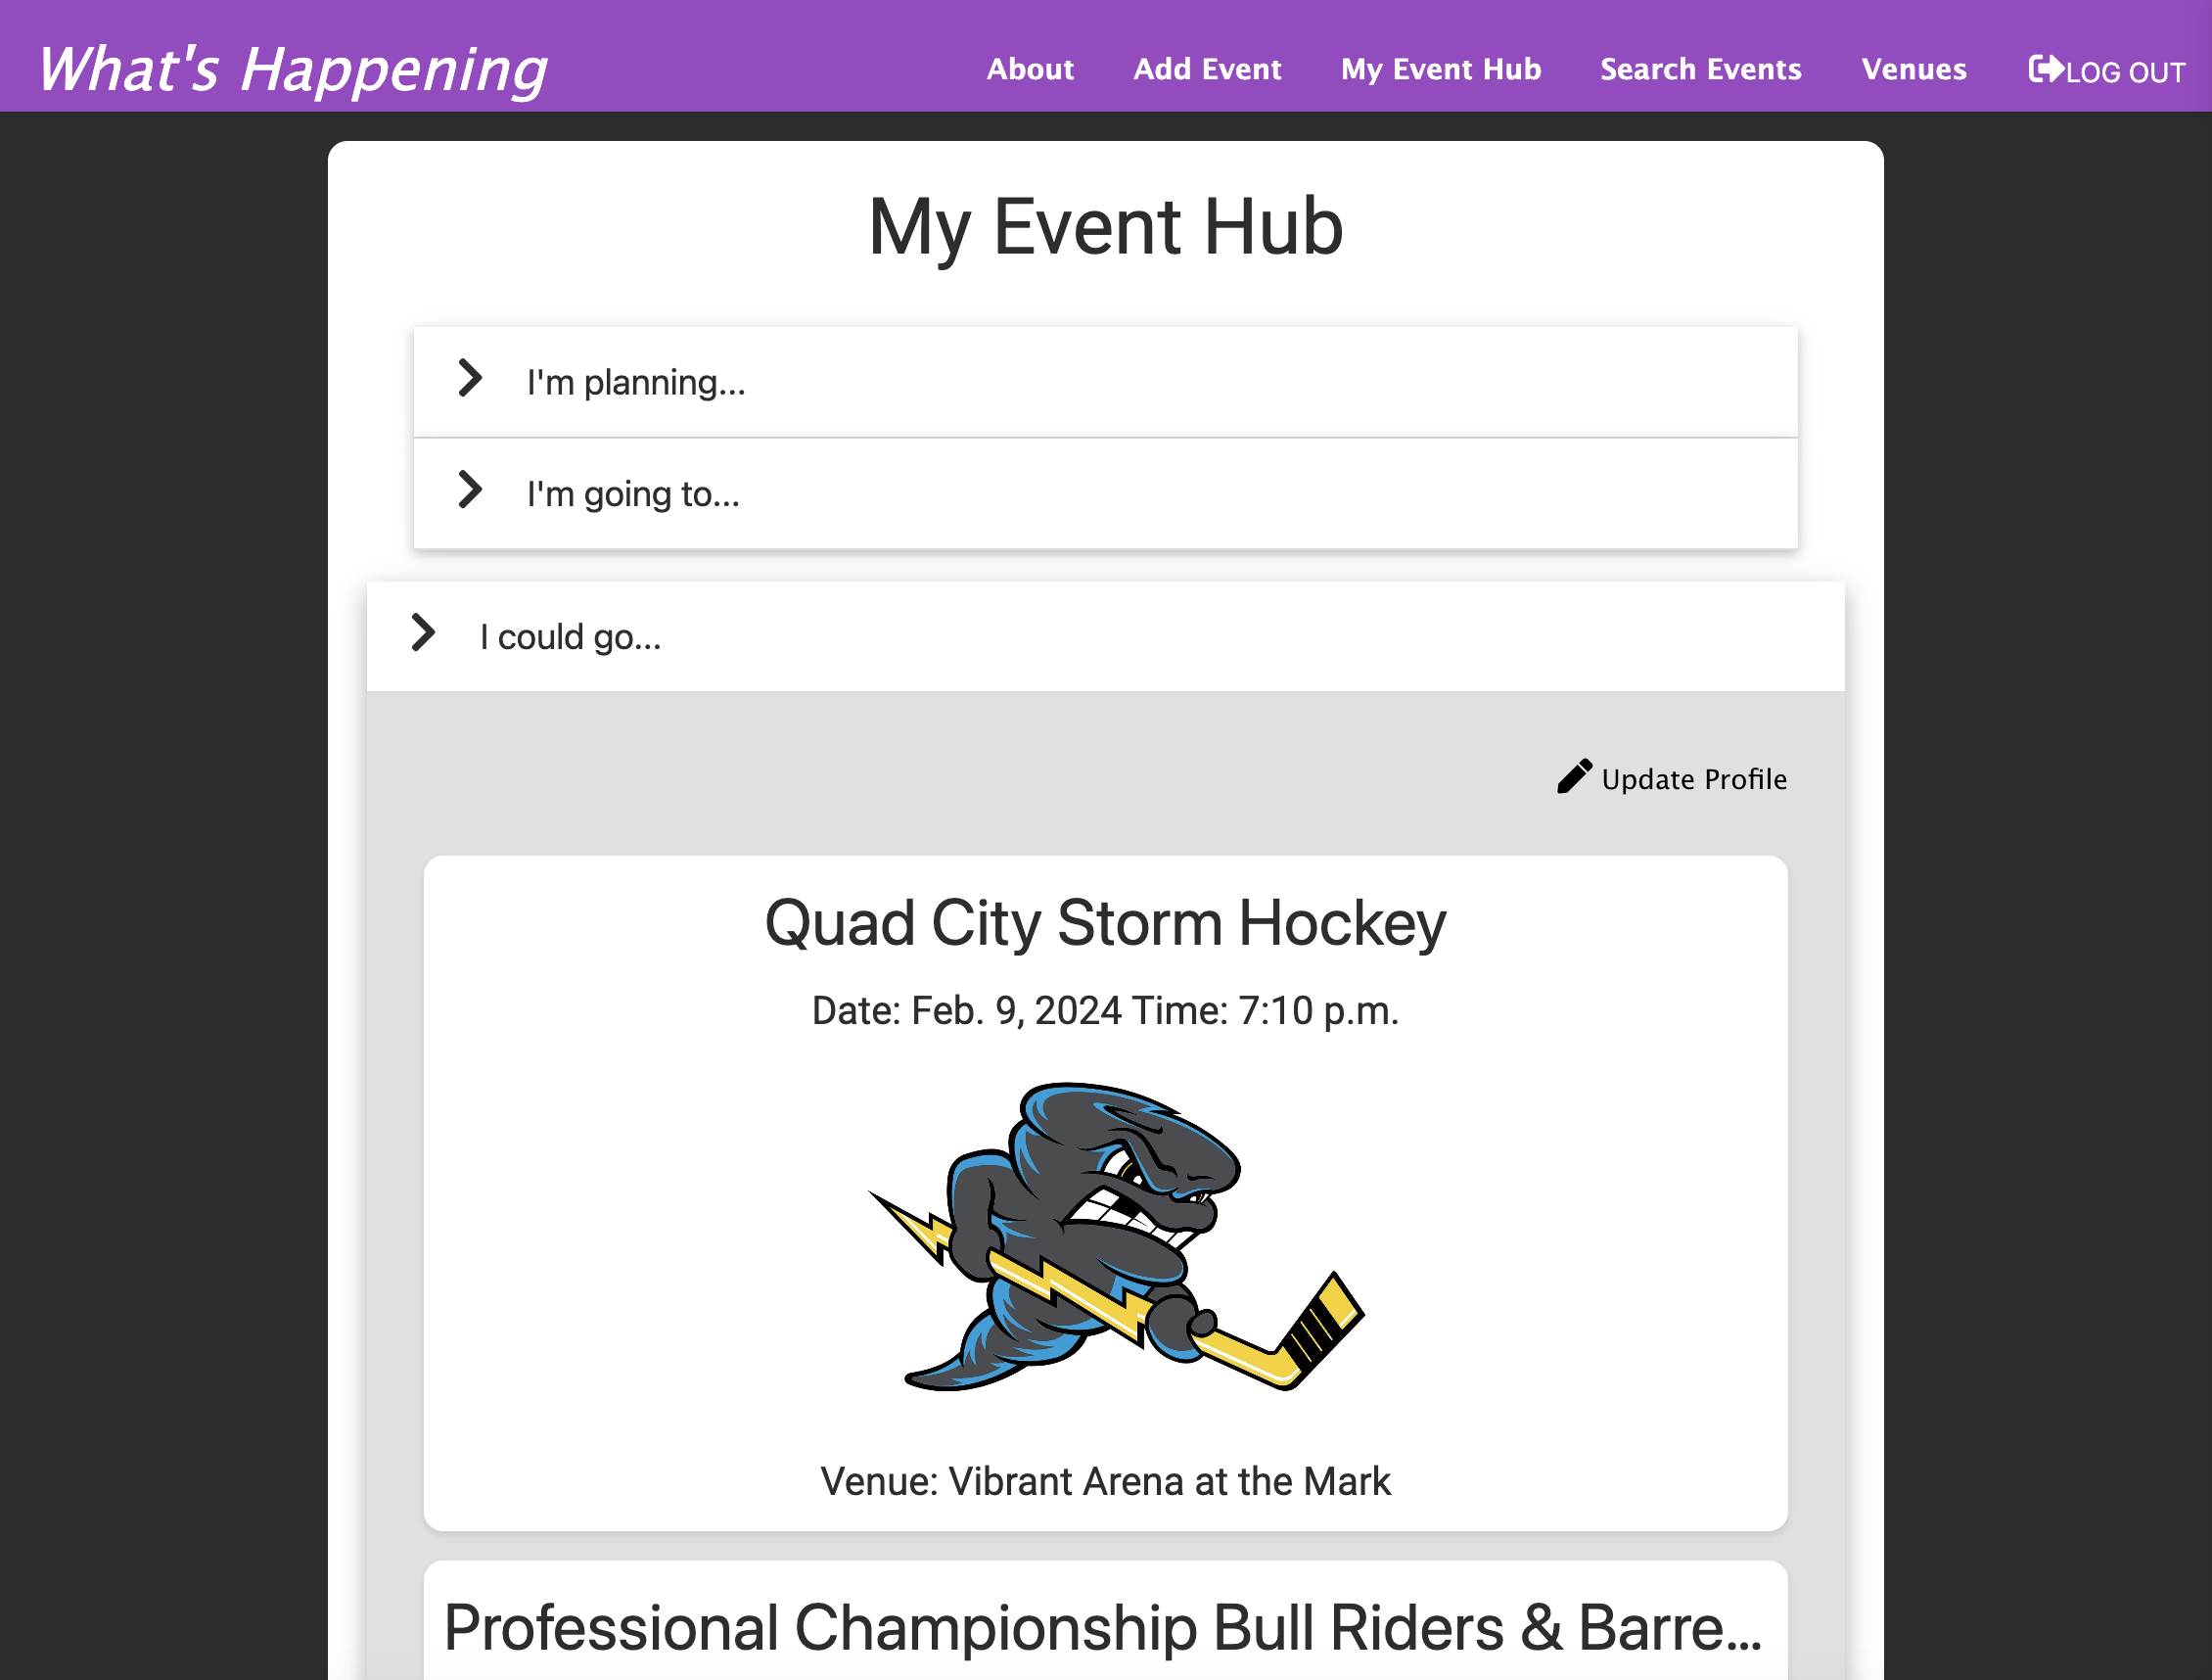 What's Happening
About
Add Event
My Event Hub
Search Events
Venues
LOG OUT
My Event Hub
I'm planning...
I'm going to...
I could go...
Update Profile
Quad City Storm Hockey
Date: Feb. 9, 2024 Time: 7:10 p.m.
Venue: Vibrant Arena at the Mark
Professional Championship Bull Riders & Barre...